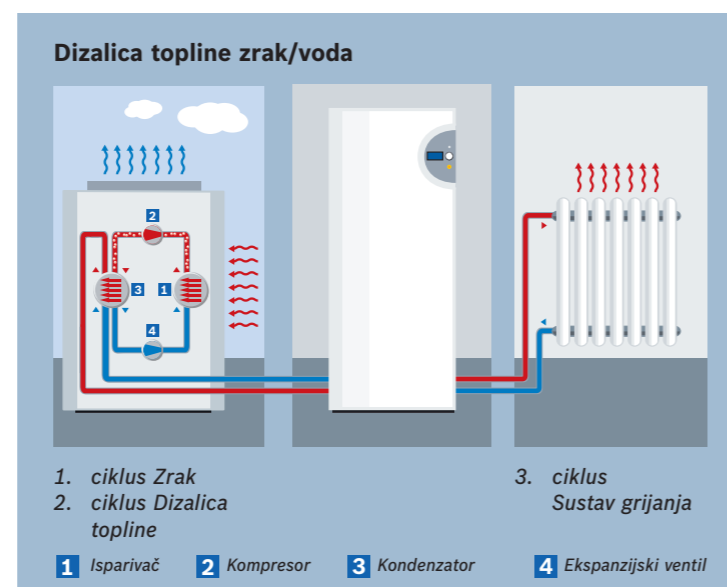 Dizalica topline zrak/voda
2
3
1
4
1. ciklus Zrak
2. ciklus Dizalica
topline
3. ciklus
Sustav grijanja
1 Isparivač 2 Kompresor 3 Kondenzator 4 Ekspanzijski ventil